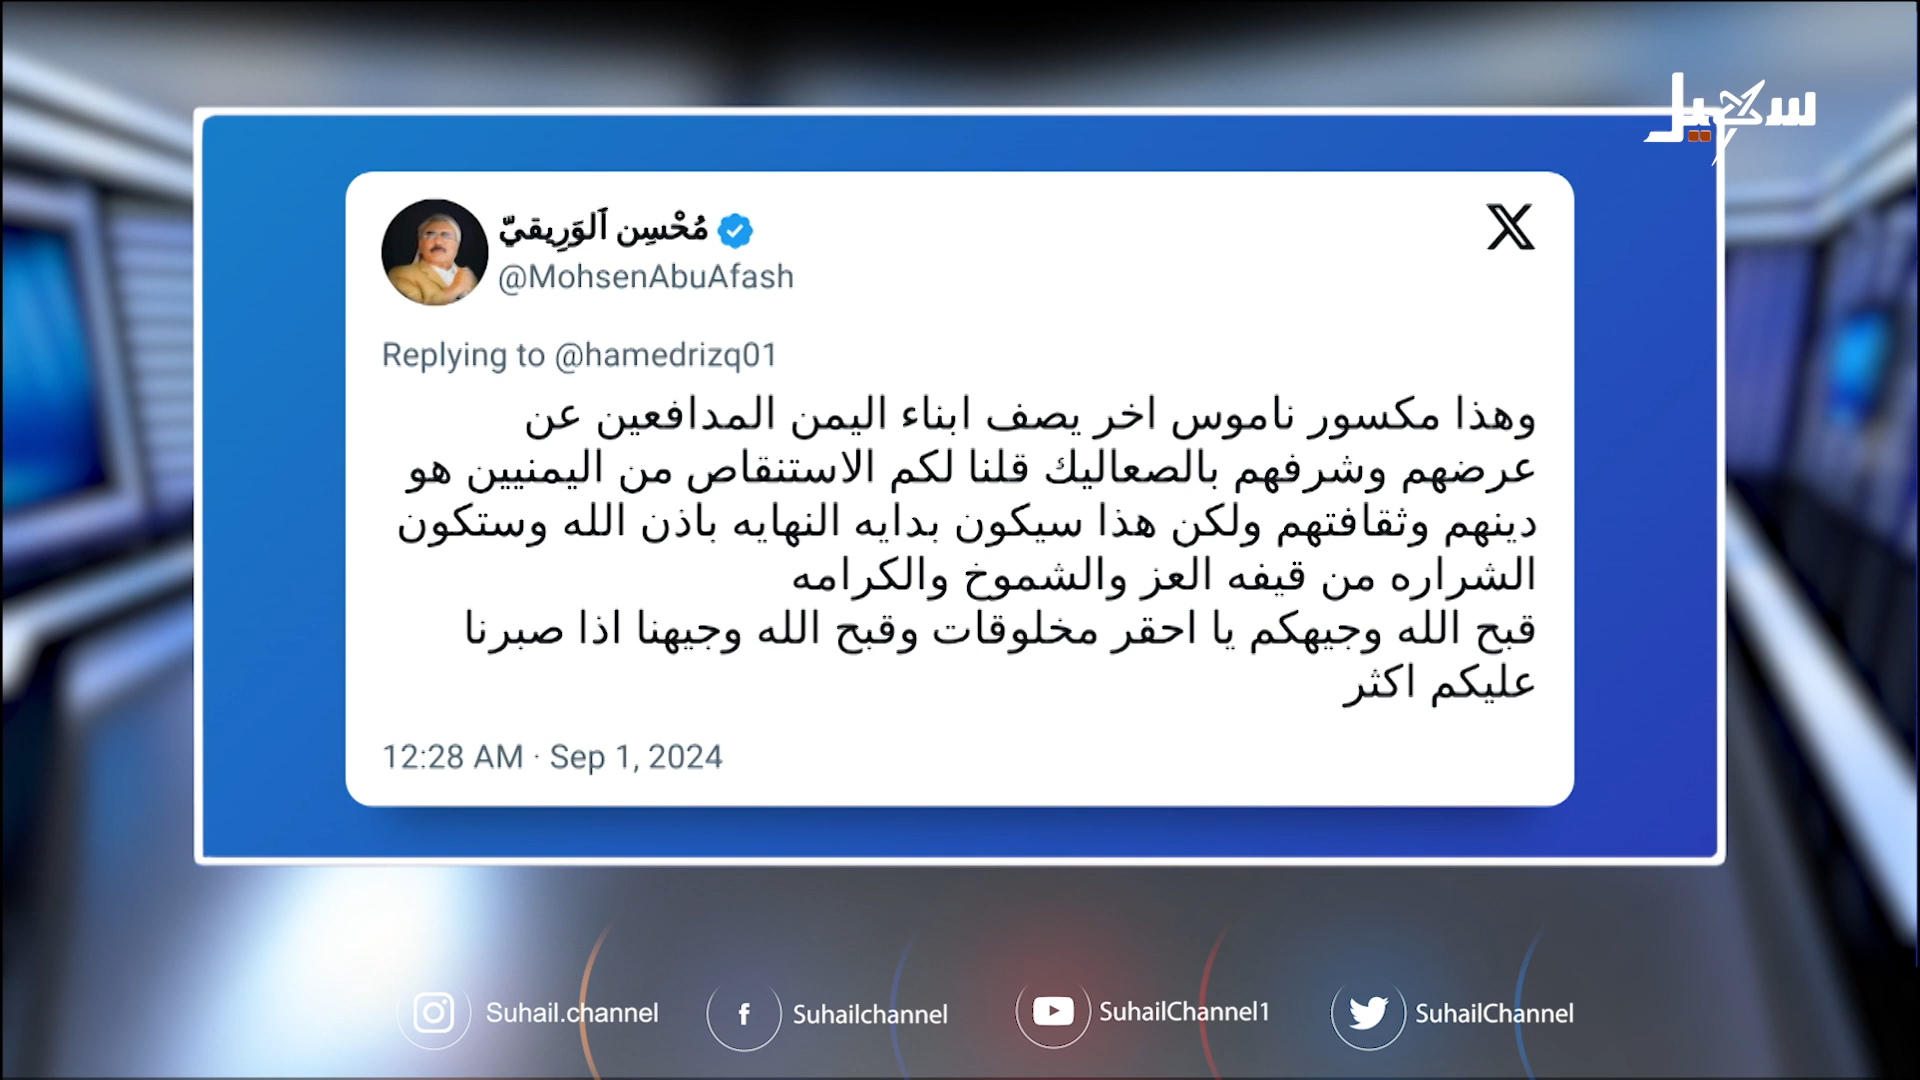 سهيل
مُحْسِن اَلوَرِيقيّ
@MohsenAbuAfash
Replying to @hamedrizq01
وهذا مكسور ناموس اخر يصف ابناء اليمن المدافعين عن
عرضهم وشرفهم بالصعاليك قلنا لكم الاستنقاص من اليمنيين هو
دينهم وثقافتهم ولكن هذا سيكون بدايه النهايه باذن الله وستكون
الشراره من قيفه العز والشموخ والكرامه
قبح الله وجيهكم يا احقر مخلوقات وقبح الله وجيهنا اذا صبرنا
عليكم اكثر
12:28 AM · Sep 1, 2024
Suhail.channel
Suhailchannel
SuhailChannel1
SuhailChannel